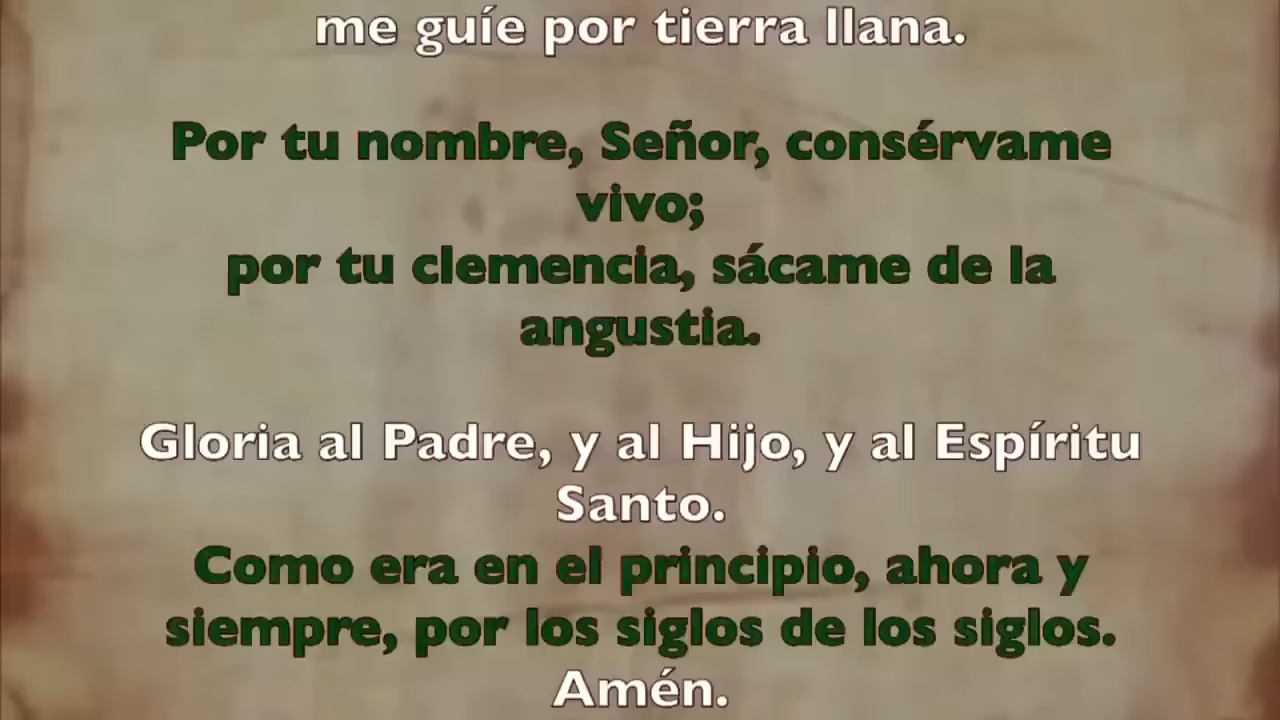 me guíe por tierra llana.
Por tu nombre, Señor, consérvame
vivo;
por tu clemencia, sácame de la
angustia.
Gloria al Padre, y al Hijo, y al Espíritu
Santo.
Como era en el principio, ahora y
siempre, por los siglos de los siglos.
Amén.